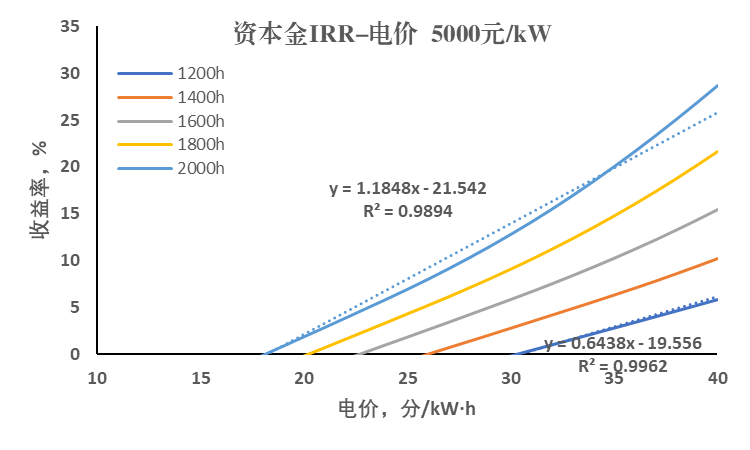 资本金IRR–电价 5000元/kW
35
30
25
20
15
10
5
0
收益率，%
1200h
1400h
1600h
1800h
2000h
y = 1.1848x - 21.542
R² = 0.9894
y = 0.6438x - 19.556
R² = 0.9962
10 15 20 25 30 35 40
电价，分/kW·h